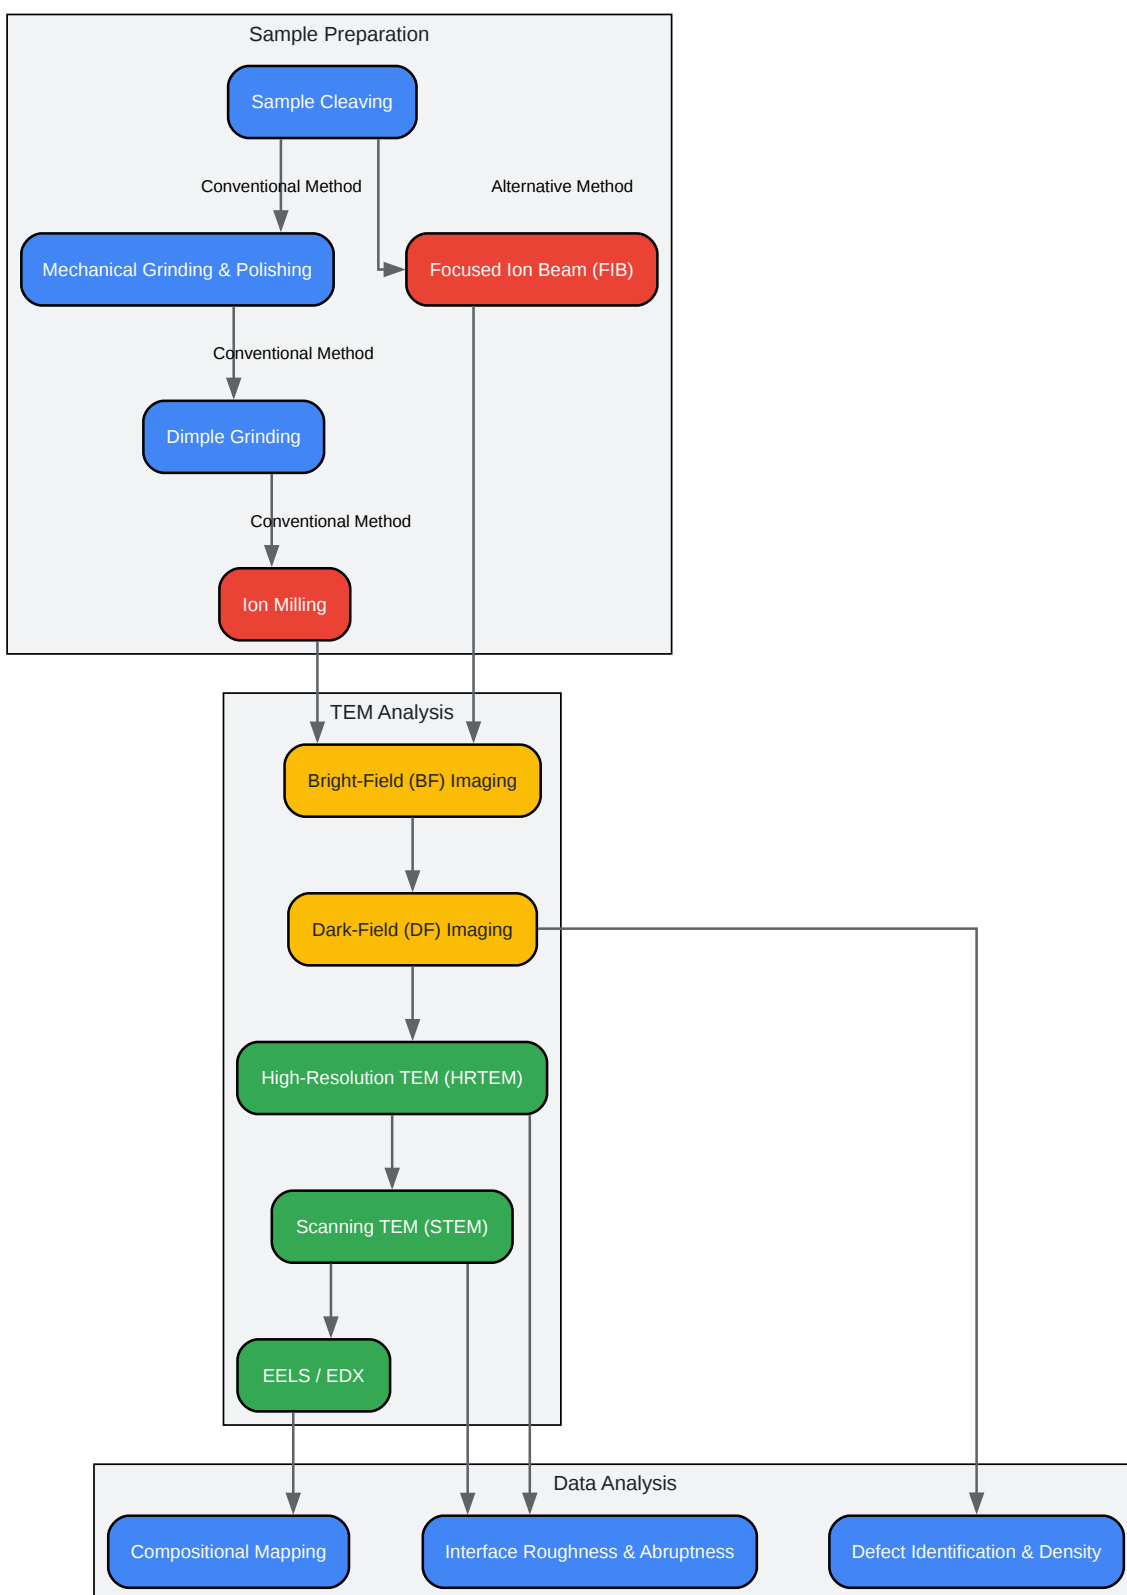 Sample Preparation
Sample Cleaving
Conventional Method
Alternative Method
Mechanical Grinding & Polishing
Focused Ion Beam (FIB)
Conventional Method
Dimple Grinding
Conventional Method
Ion Milling
TEM Analysis
Bright-Field (BF) Imaging
Dark-Field (DF) Imaging
High-Resolution TEM (HRTEM)
Scanning TEM (STEM)
EELS / EDX
Data Analysis
Compositional Mapping
Interface Roughness & Abruptness
Defect Identification & Density